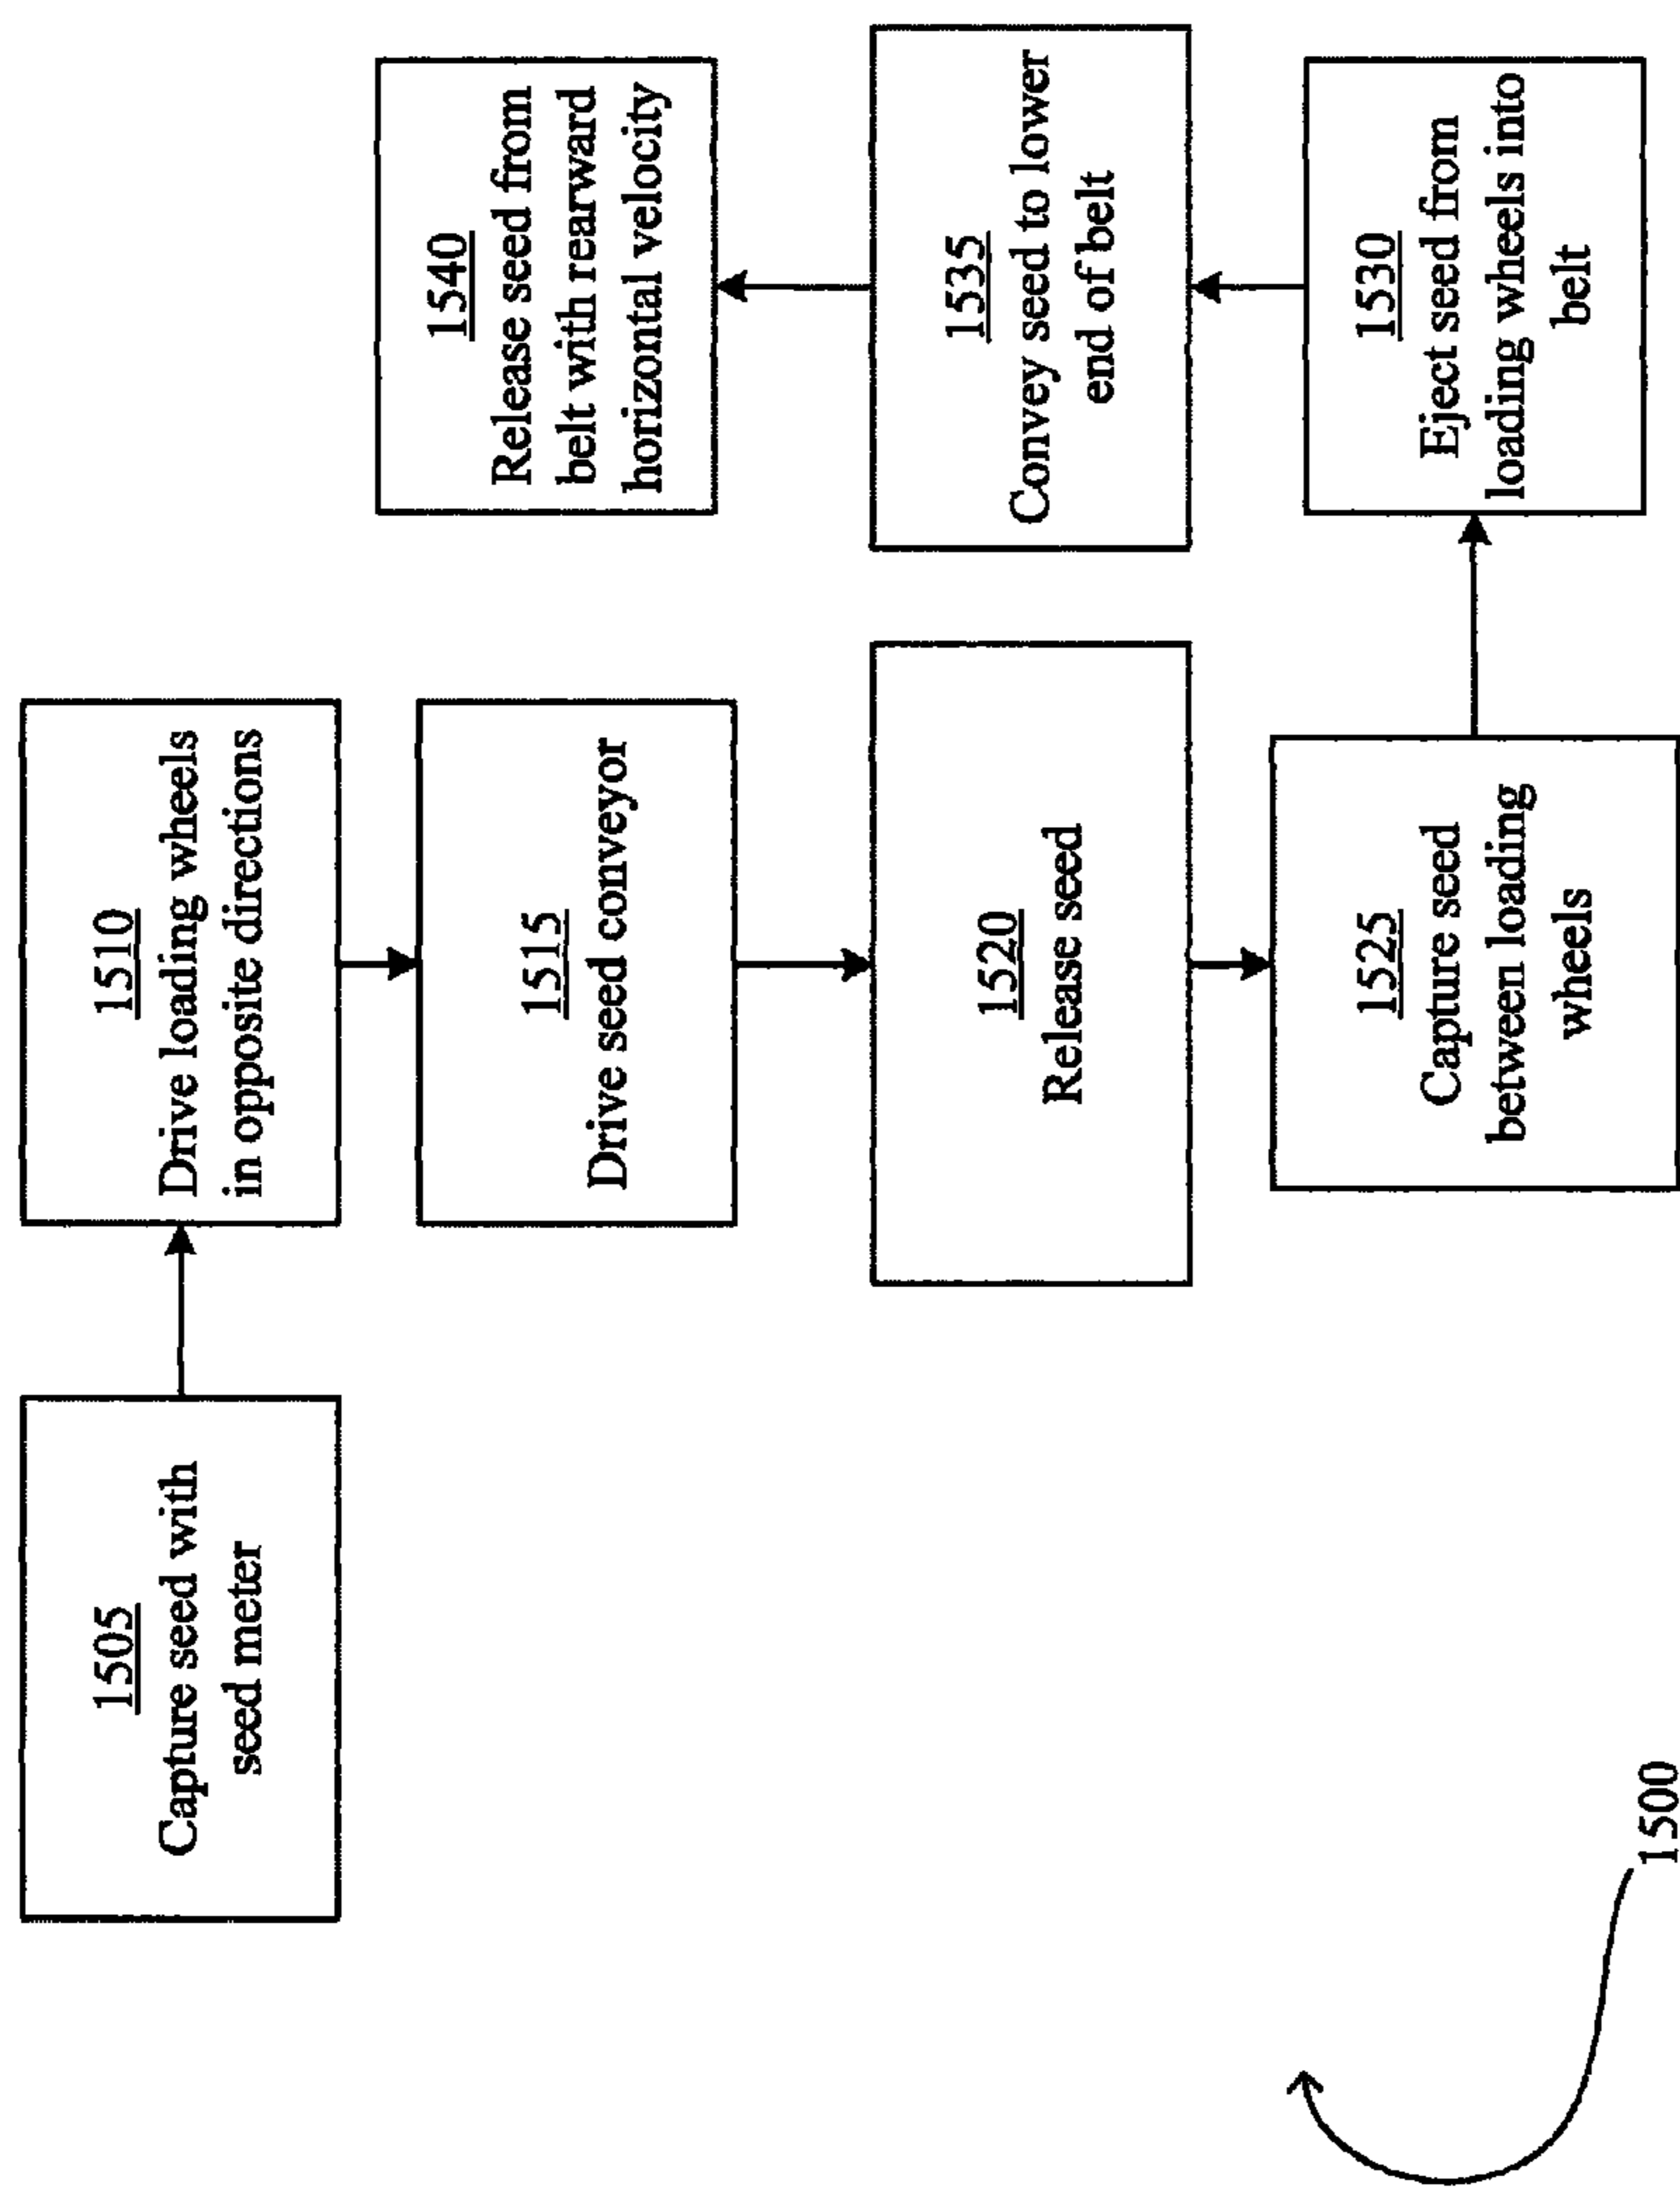 1505
Capture seed with
seed meter
1510
Drive loading wheels
in opposite directions
1515
Drive seed conveyor
1520
Release seed
1525
Capture seed
between loading
wheels
1530
Eject seed from
loading wheels into
belt
1535
Convey seed to lower
end of belt
1540
Release seed from
belt with rearward
horizontal velocity
1500